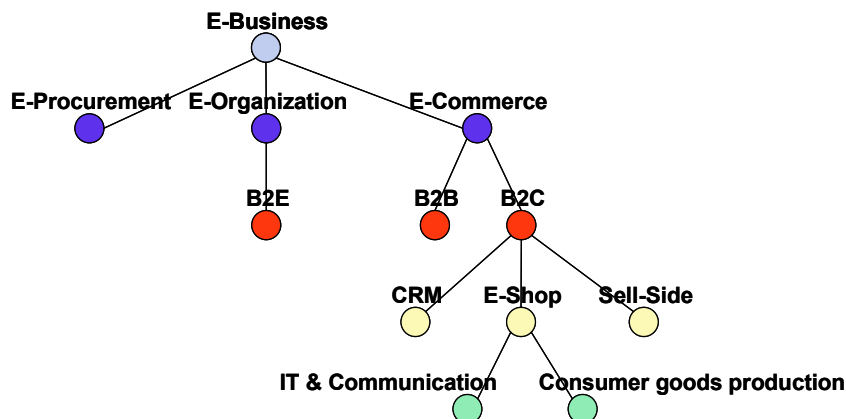 E-Business
E-Procurement E-Organization E-Commerce
B2E B2B B2C
CRM E-Shop Sell-Side
IT & Communication Consumer goods production